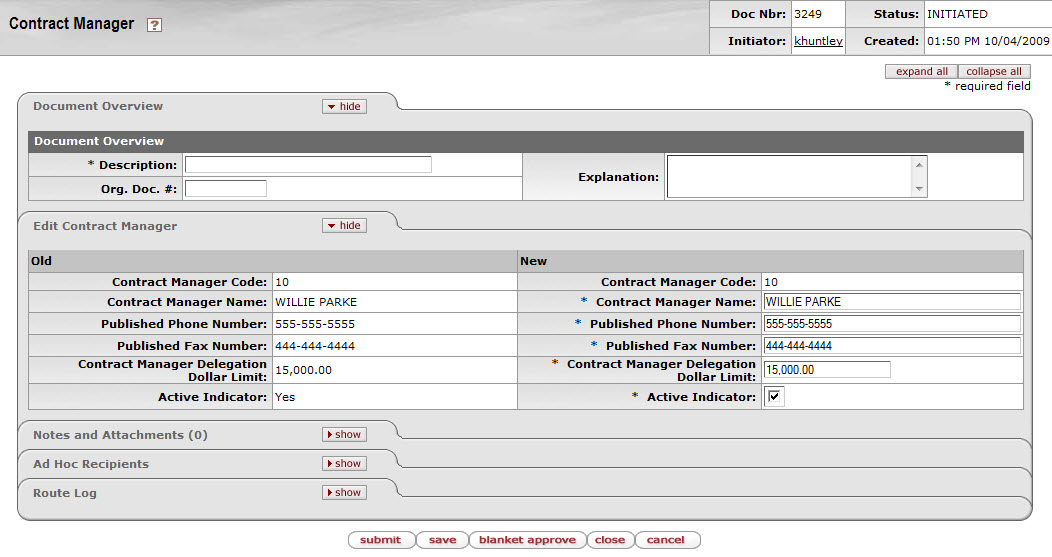 Contract Manager ?
Doc Nbr: 3249 Status: INITIATED
Initiator: khuntley Created: 01:50 PM 10/04/2009
expand all collapse all
* required field
Document Overview hide
Document Overview
* Description:
Explanation:
Org. Doc. #:
Edit Contract Manager hide
Old New
Contract Manager Code: 10 Contract Manager Code: 10
Contract Manager Name: WILLIE PARKE * Contract Manager Name: WILLIE PARKE
Published Phone Number: 555-555-5555 * Published Phone Number: 555-555-5555
Published Fax Number: 444-444-4444 * Published Fax Number: 444-444-4444
Contract Manager Delegation Dollar Limit: 15,000.00 * Contract Manager Delegation Dollar Limit: 15,000.00
Active Indicator: Yes * Active Indicator:
Notes and Attachments (0) show
Ad Hoc Recipients show
Route Log show
submit save blanket approve close cancel